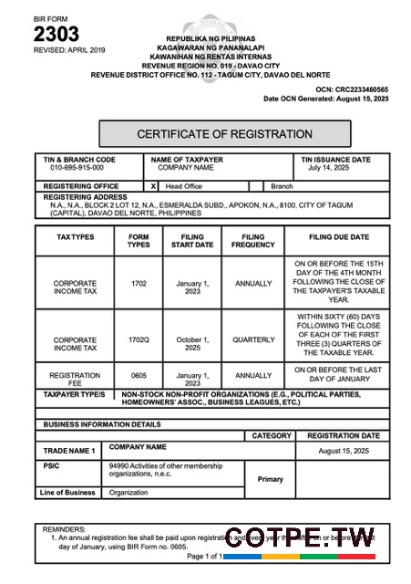 BIR FORM
2303
REVISED: APRIL 2019
REPUBLIKA NG PILIPINAS
KAGAWARAN NG PANANALAPI
KAWANIHAN NG RENTAS INTERNAS
REVENUE REGION NO. 019 - DAVAO CITY
REVENUE DISTRICT OFFICE NO. 112 - TAGUM CITY, DAVAO DEL NORTE
OCN: CRC2233460565
Date OCN Generated: August 15, 2025
CERTIFICATE OF REGISTRATION
TIN & BRANCH CODE
010-695-915-000
NAME OF TAXPAYER
COMPANY NAME
TIN ISSUANCE DATE
July 14, 2025
REGISTERING OFFICE X Head Office Branch
REGISTERING ADDRESS
N.A., N.A., BLOCK 2 LOT 12, N.A., ESMERALDA SUBD., APOKON, N.A., 8100, CITY OF TAGUM
(CAPITAL), DAVAO DEL NORTE, PHILIPPINES
TAX TYPES
FORM
TYPES
FILING
START DATE
FILING
FREQUENCY
FILING DUE DATE
CORPORATE
INCOME TAX
1702
January 1,
2023
ANNUALLY
ON OR BEFORE THE 15TH
DAY OF THE 4TH MONTH
FOLLOWING THE CLOSE OF
THE TAXPAYER'S TAXABLE
YEAR.
CORPORATE
INCOME TAX
1702Q
October 1,
2025
QUARTERLY
WITHIN SIXTY (60) DAYS
FOLLOWING THE CLOSE
OF EACH OF THE FIRST
THREE (3) QUARTERS OF
THE TAXABLE YEAR.
REGISTRATION
FEE
0605
January 1,
2023
ANNUALLY
ON OR BEFORE THE LAST
DAY OF JANUARY
TAXPAYER TYPE/S
NON-STOCK NON-PROFIT ORGANIZATIONS (E.G., POLITICAL PARTIES,
HOMEOWNERS' ASSOC., BUSINESS LEAGUES, ETC.)
BUSINESS INFORMATION DETAILS
CATEGORY
REGISTRATION DATE
TRADE NAME 1
COMPANY NAME
August 15, 2025
PSIC
94990 Activities of other membership
organizations, n.e.c.
Primary
Line of Business
Organization
REMINDERS:
1. An annual registration fee shall be paid upon registration and every year thereafter on or before the last
day of January, using BIR Form no. 0605.
Page 1 of 1
COTPE.TW